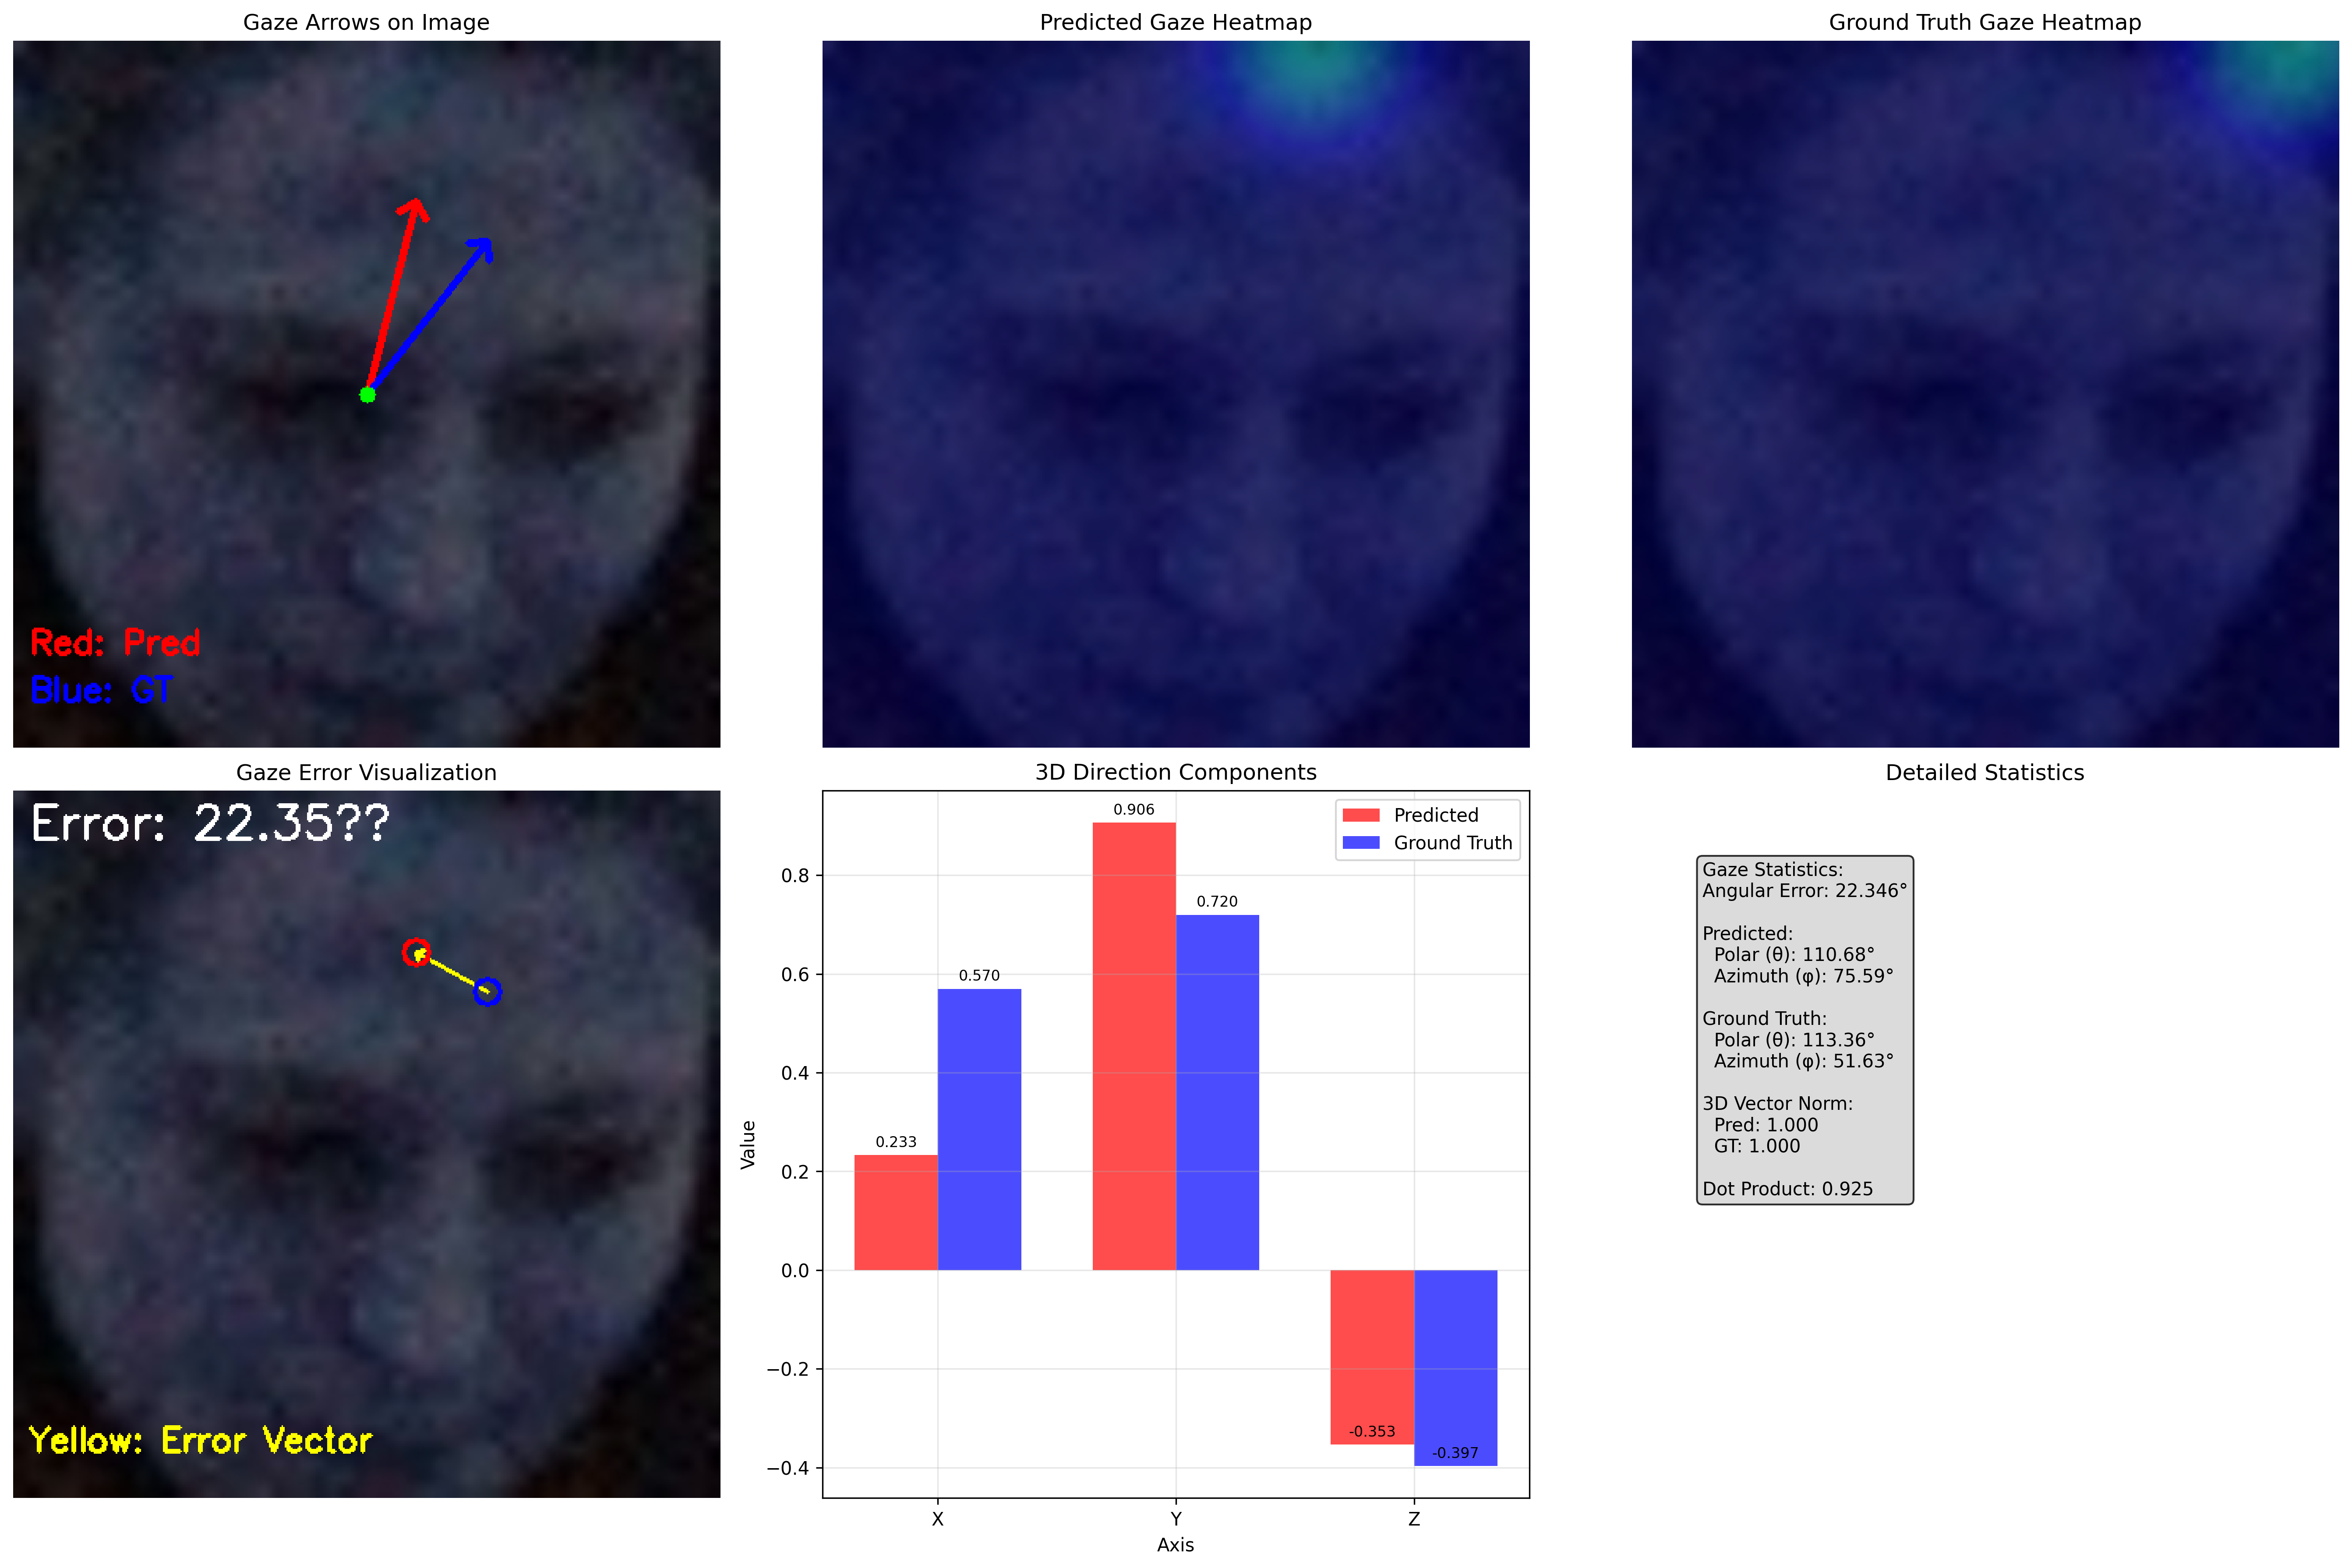 Gaze Arrows on Image
Red: Pred
Blue: GT
Predicted Gaze Heatmap
Ground Truth Gaze Heatmap
Gaze Error Visualization
Error: 22.35??
Yellow: Error Vector
3D Direction Components
Predicted
Ground Truth
0.906
0.720
0.570
0.233
-0.353
-0.397
0.8
0.6
0.4
0.2
0.0
−0.2
−0.4
Value
X Y Z
Axis
Detailed Statistics
Gaze Statistics:
Angular Error: 22.346°
Predicted:
Polar (θ): 110.68°
Azimuth (φ): 75.59°
Ground Truth:
Polar (θ): 113.36°
Azimuth (φ): 51.63°
3D Vector Norm:
Pred: 1.000
GT: 1.000
Dot Product: 0.925